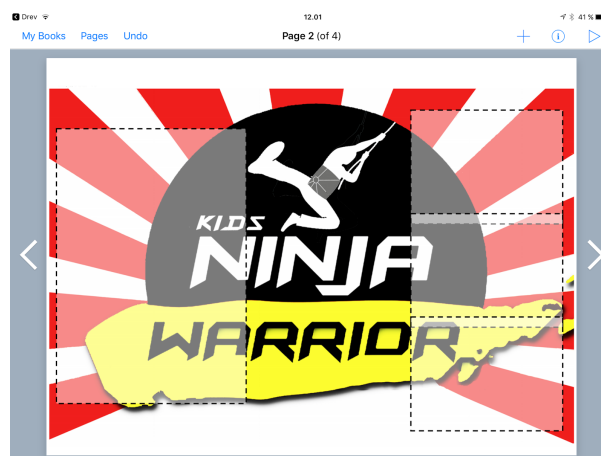 Drev 12.01 41 %
My Books Pages Undo Page 2 (of 4)
KIDS
NINJA
WARRIOR